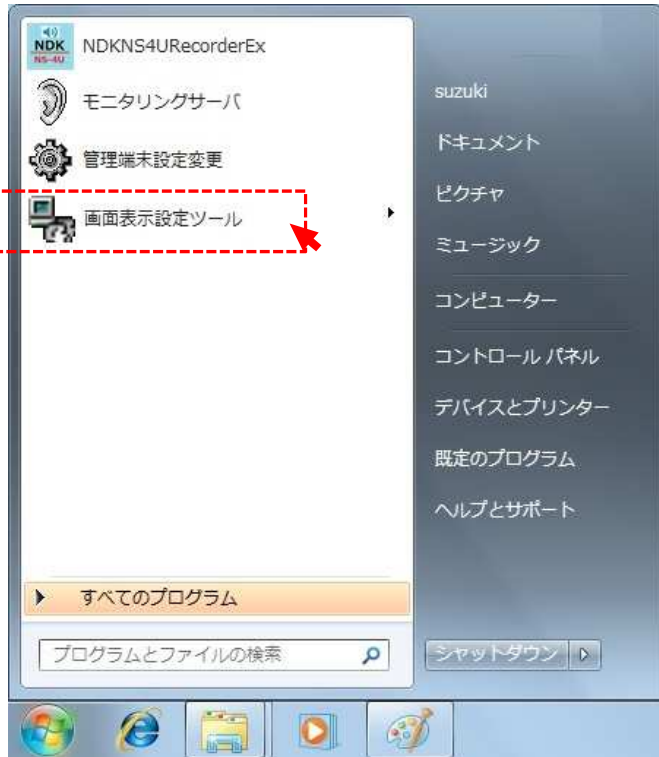 NDK
NS-4U
NDKNS4URecorderEx
モニタリングサーバ
管理端末設定変更
画面表示設定ツール
すべてのプログラム
プログラムとファイルの検索
suzuki
ドキュメント
ピクチャ
ミュージック
コンピューター
コントロール パネル
デバイスとプリンター
既定のプログラム
ヘルプとサポート
シャットダウン